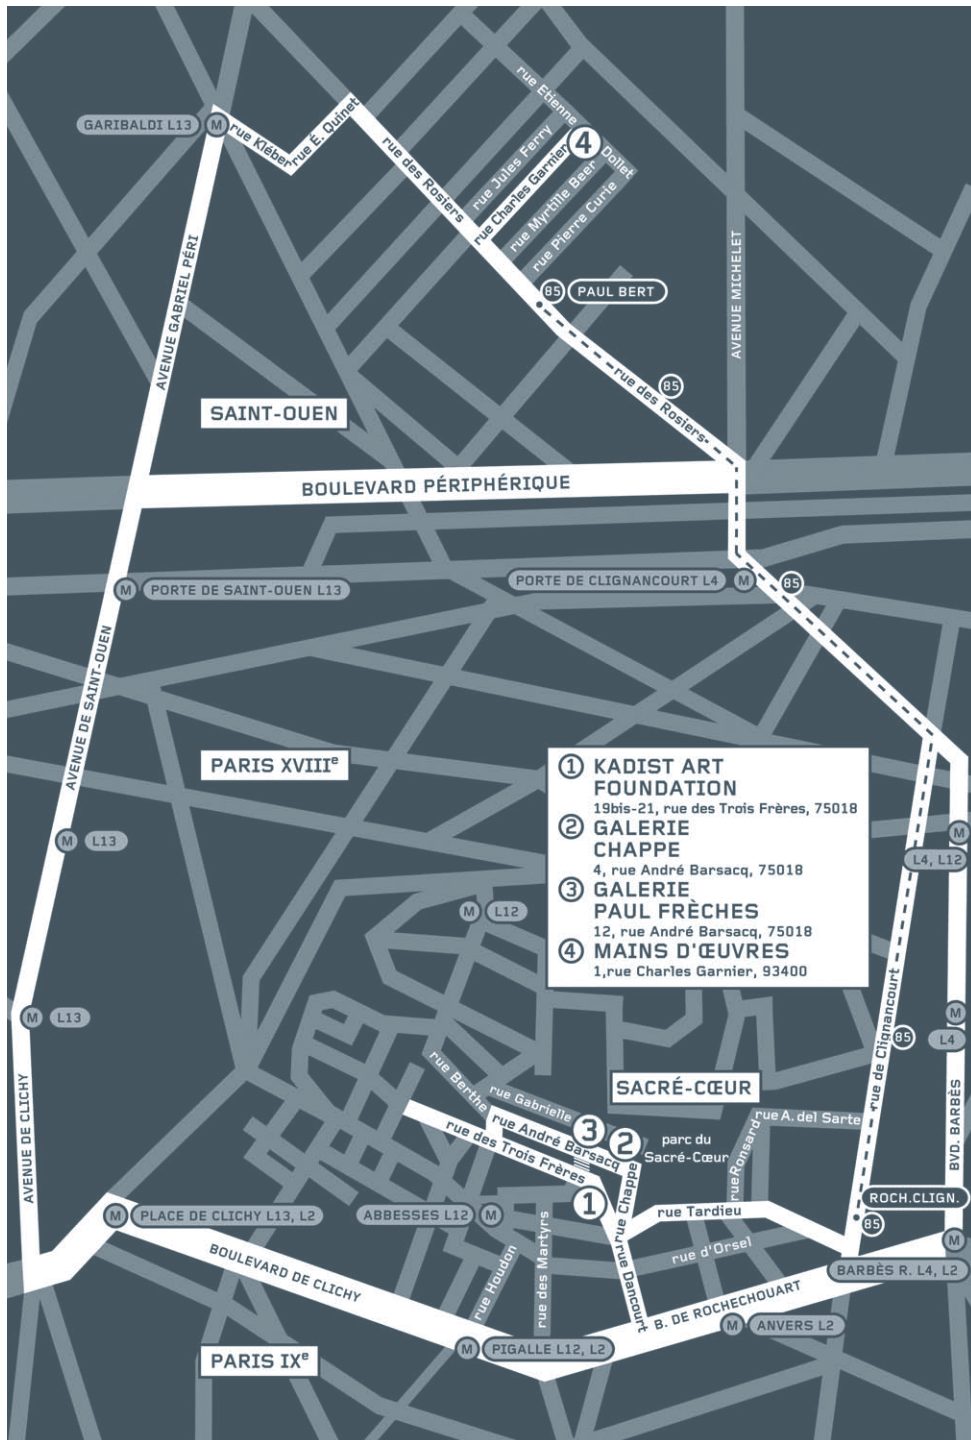 rue Etienne Dollet
GARIBALDI L13
M
rue Kléber
rue É. Quinet
rue des Rosiers
rue Jules Ferry
rue Charles Garnier
4
rue Myrtille Beer
rue Pierre Curie
85
PAUL BERT
AVENUE MICHELET
AVENUE GABRIEL PÉRI
85
rue des Rosiers
SAINT-OUEN
BOULEVARD PÉRIPHÉRIQUE
M
PORTE DE SAINT-OUEN L13
PORTE DE CLIGNANCOURT L4
M
85
AVENUE DE SAINT-OUEN
PARIS XVIIIe
1 KADIST ART
FOUNDATION
19bis-21, rue des Trois Frères, 75018
2 GALERIE
CHAPPE
4, rue André Barsacq, 75018
3 GALERIE
PAUL FRÈCHES
12, rue André Barsacq, 75018
4 MAINS D'ŒUVRES
1,rue Charles Garnier, 93400
M
L13
M
L4, L12
M
L12
M
L13
M
L4
85
rue de Clignancourt
BVD. BARBÈS
AVENUE DE CLICHY
rue Berthe
rue Gabrielle
SACRÉ-CŒUR
rue André Barsacq
3
2
rue des Trois Frères
parc du
Sacré-Cœur
rue A. del Sarte
rue Ronsard
1
rue Chappe
rue Tardieu
ROCH.CLIGN.
85
M
PLACE DE CLICHY L13, L2
ABBESSES L12
M
BOULEVARD DE CLICHY
rue Houdon
rue des Martyrs
rue Dancourt
rue d'Orsel
M
BARBÈS R. L4, L2
B. DE ROCHECHOUART
M
ANVERS L2
M
PIGALLE L12, L2
PARIS IXe